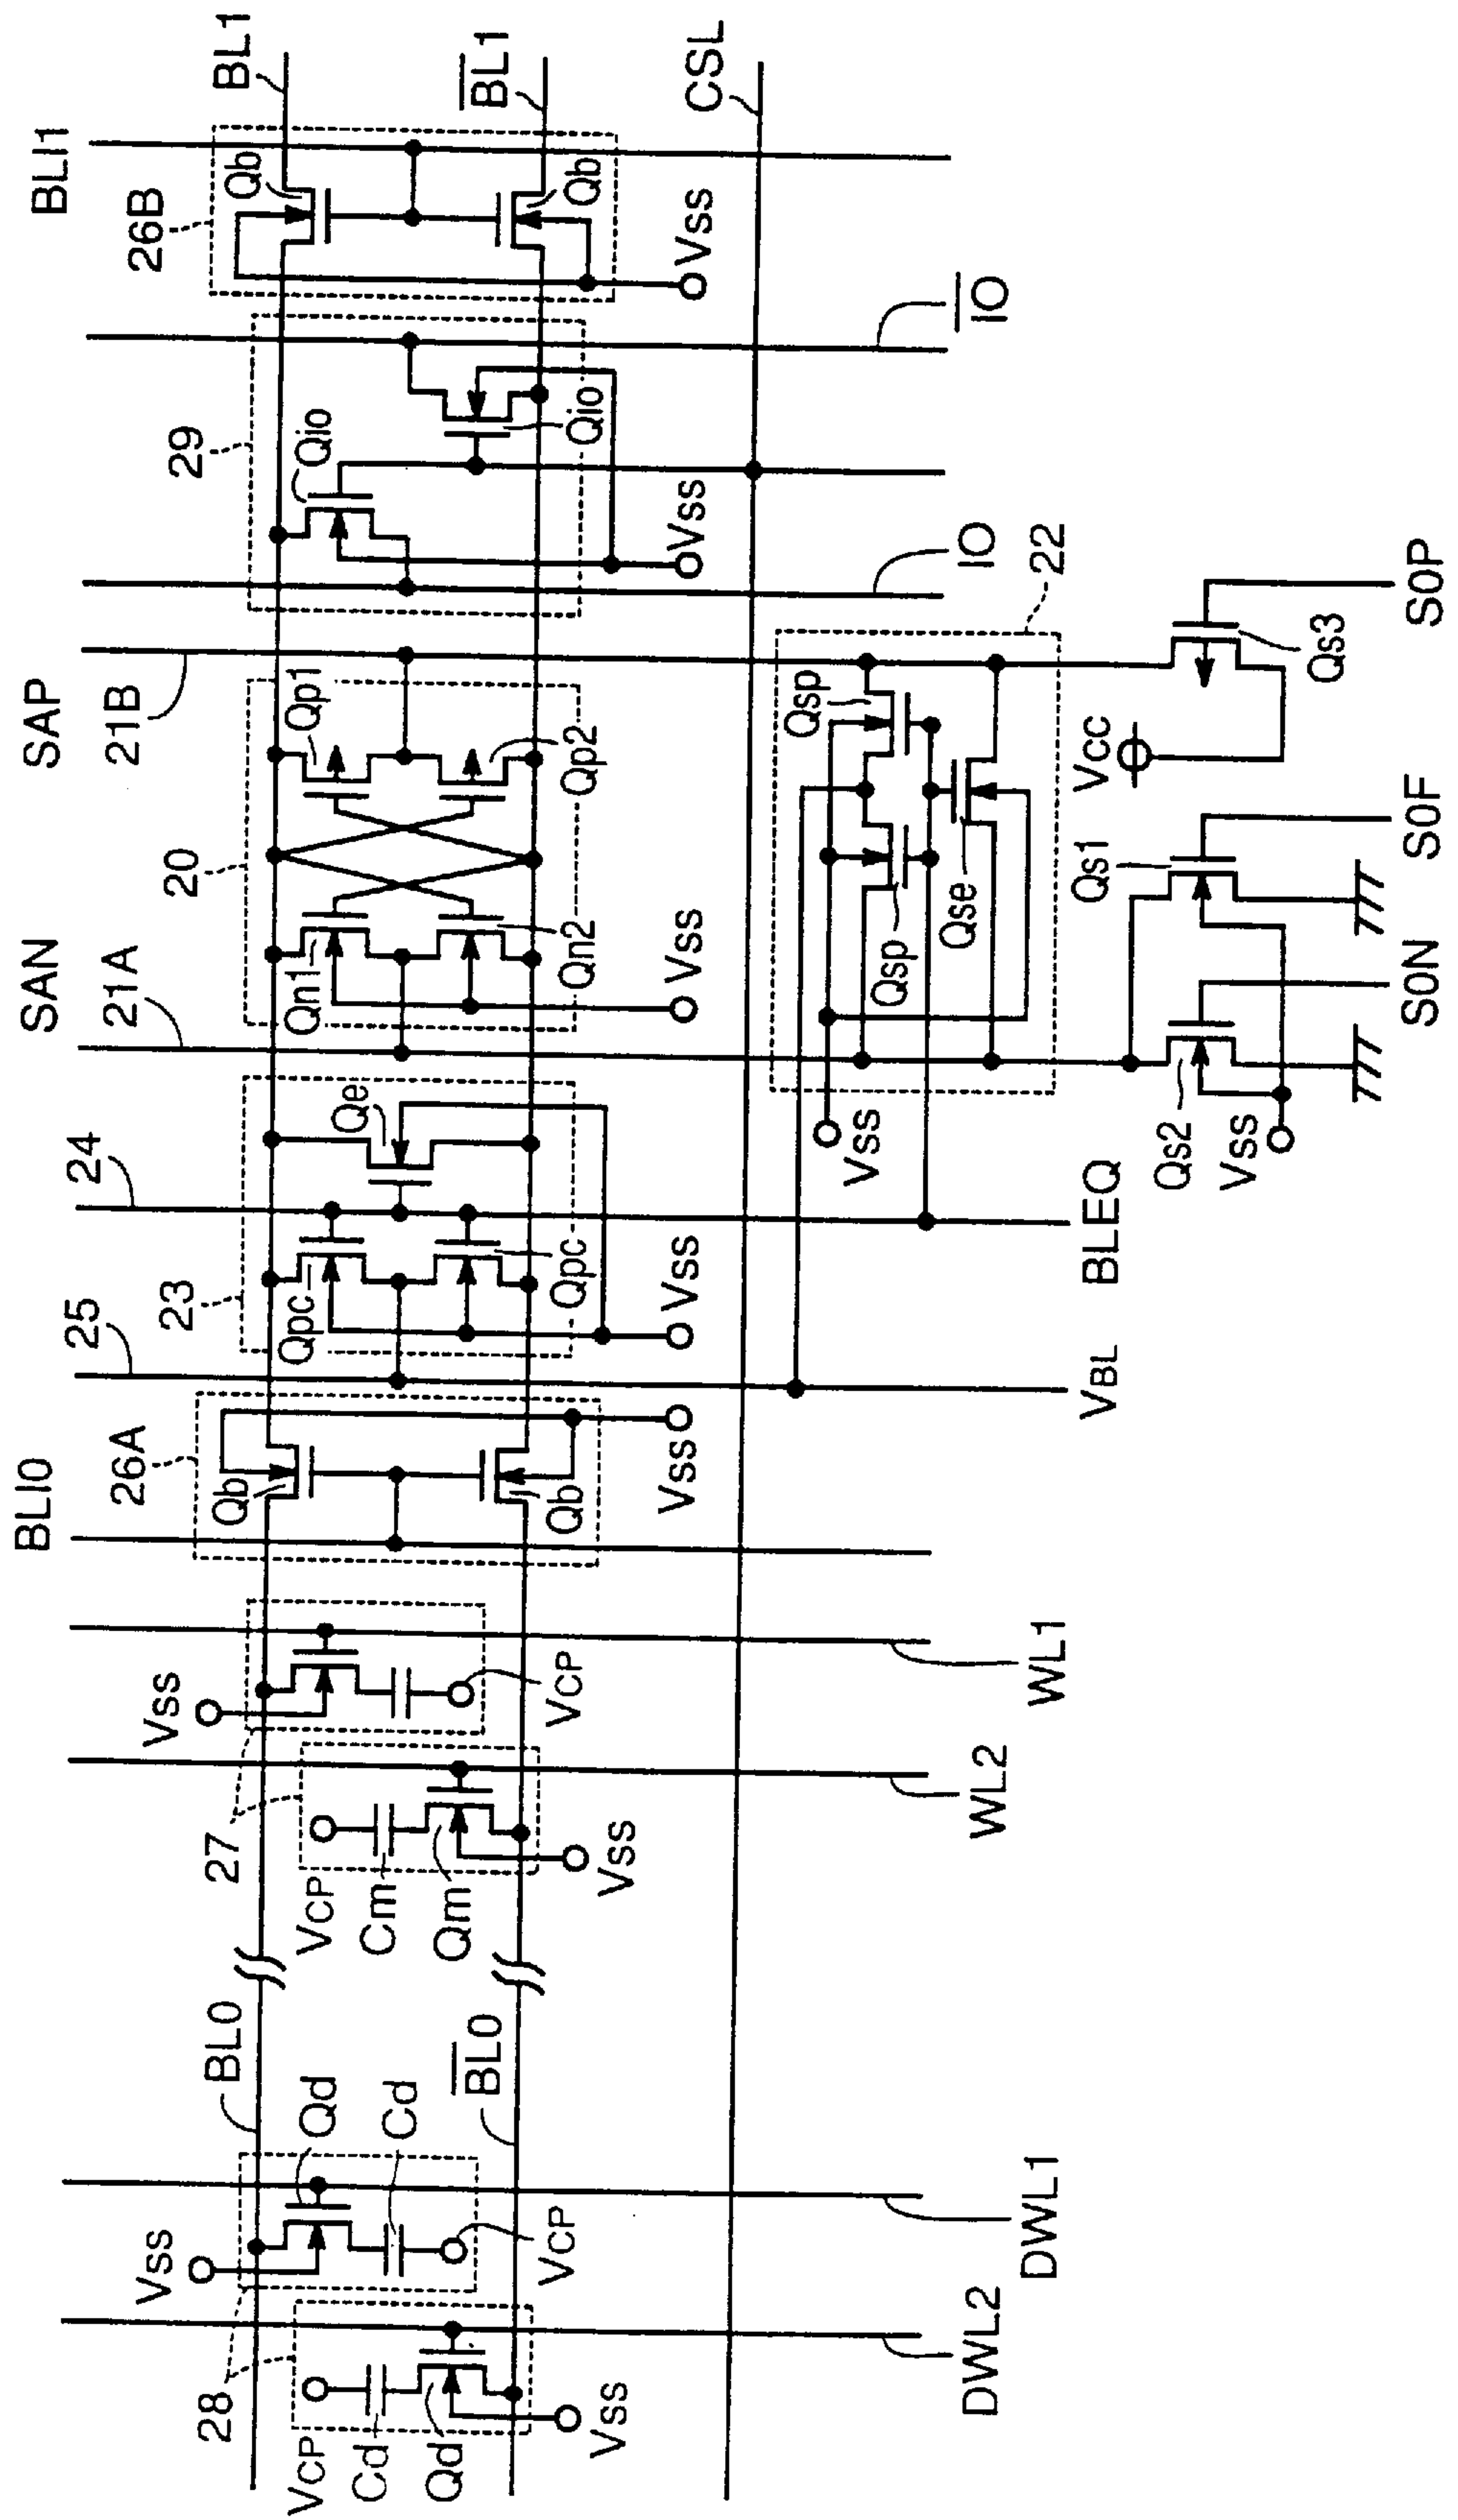 BLI0
SAN
SAP
BLI1
25
24
21A
21B
26A
23
20
29
26B
Vss
Vss
28
27
BL0
Qb
BL1
Qb
VCP
Qd
VCP
Qpc
Qe
Qn1
Qp1
Qio
Cd
Cd
Cm
Qd
B̅L̅0̅
Qm
B̅L̅1̅
VCP
VCP
Qb
Qpc
Qn2
Qp2
Qio
Qb
Vss
Vss
Vss
Vss
Vss
Vss
Vss
CSL
Qsp
Vss
Qsp
Qse
DWL2
WL2
IO
I̅O̅
DWL1
WL1
22
VBL
BLEQ
Qs1
Vcc
Qs2
Vss
Qs3
S0N
S0F
S0P